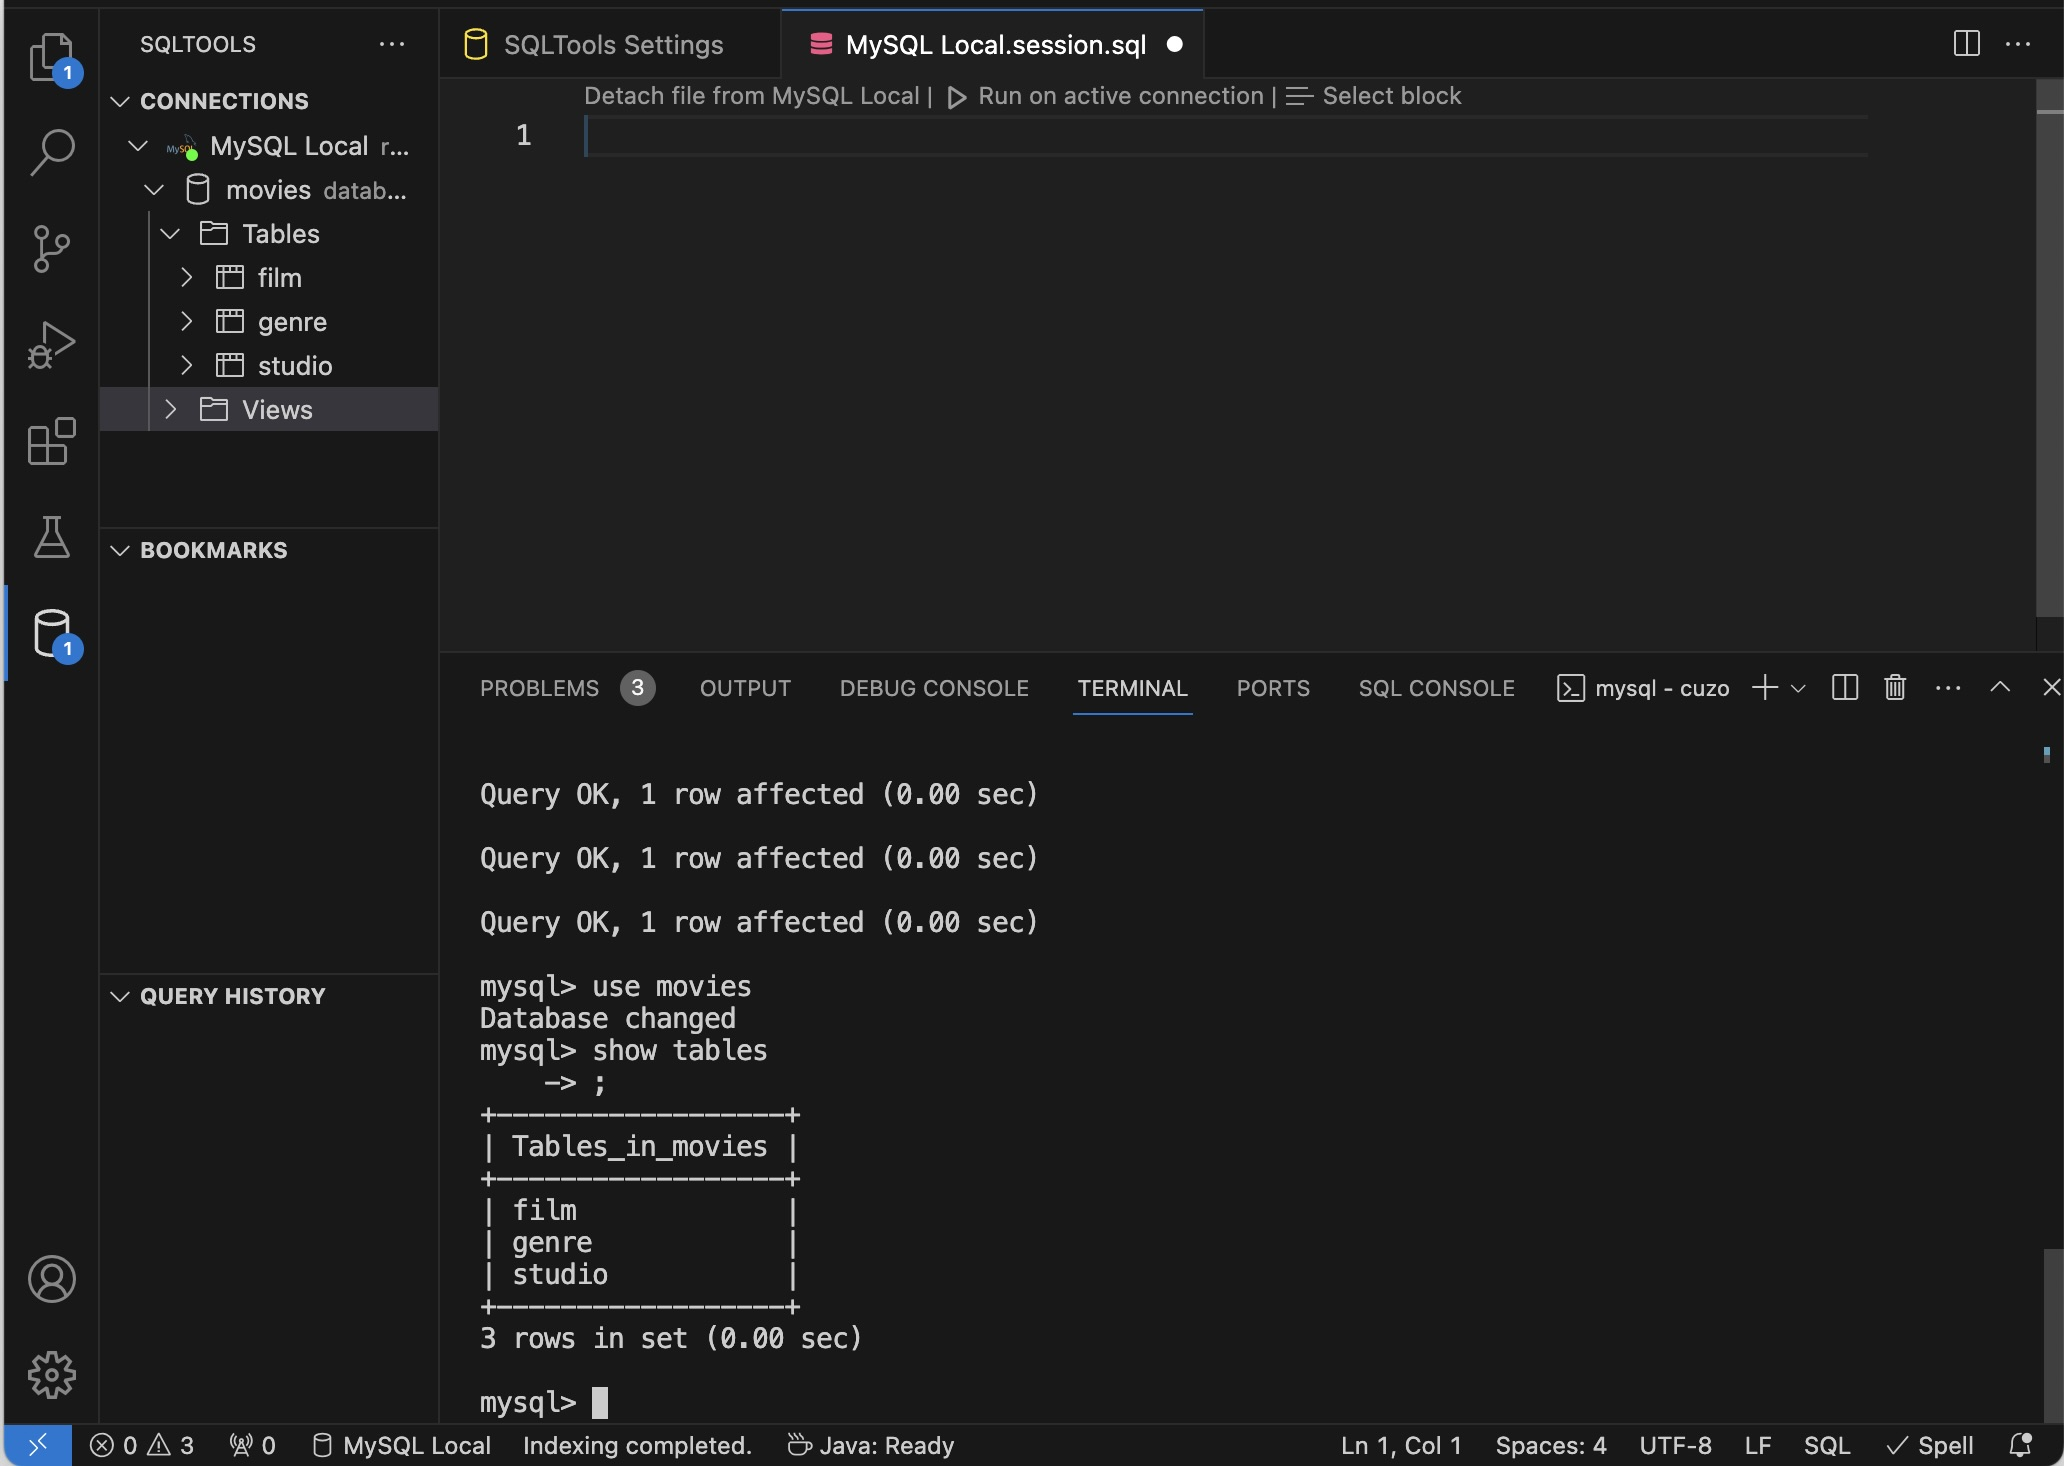 SQLTOOLS
SQLTools Settings
MySQL Local.session.sql
1
CONNECTIONS
MySQL Local r...
movies datab...
Tables
film
genre
studio
Views
BOOKMARKS
1
QUERY HISTORY
Detach file from MySQL Local | Run on active connection | Select block
1
PROBLEMS 3 OUTPUT DEBUG CONSOLE TERMINAL PORTS SQL CONSOLE mysql - cuzo
Query OK, 1 row affected (0.00 sec)
Query OK, 1 row affected (0.00 sec)
Query OK, 1 row affected (0.00 sec)
mysql> use movies
Database changed
mysql> show tables
    -> ;
+------------------+
| Tables_in_movies |
+------------------+
| film             |
| genre            |
| studio           |
+------------------+
3 rows in set (0.00 sec)
mysql>
0 3 0 MySQL Local Indexing completed. Java: Ready Ln 1, Col 1 Spaces: 4 UTF-8 LF SQL Spell